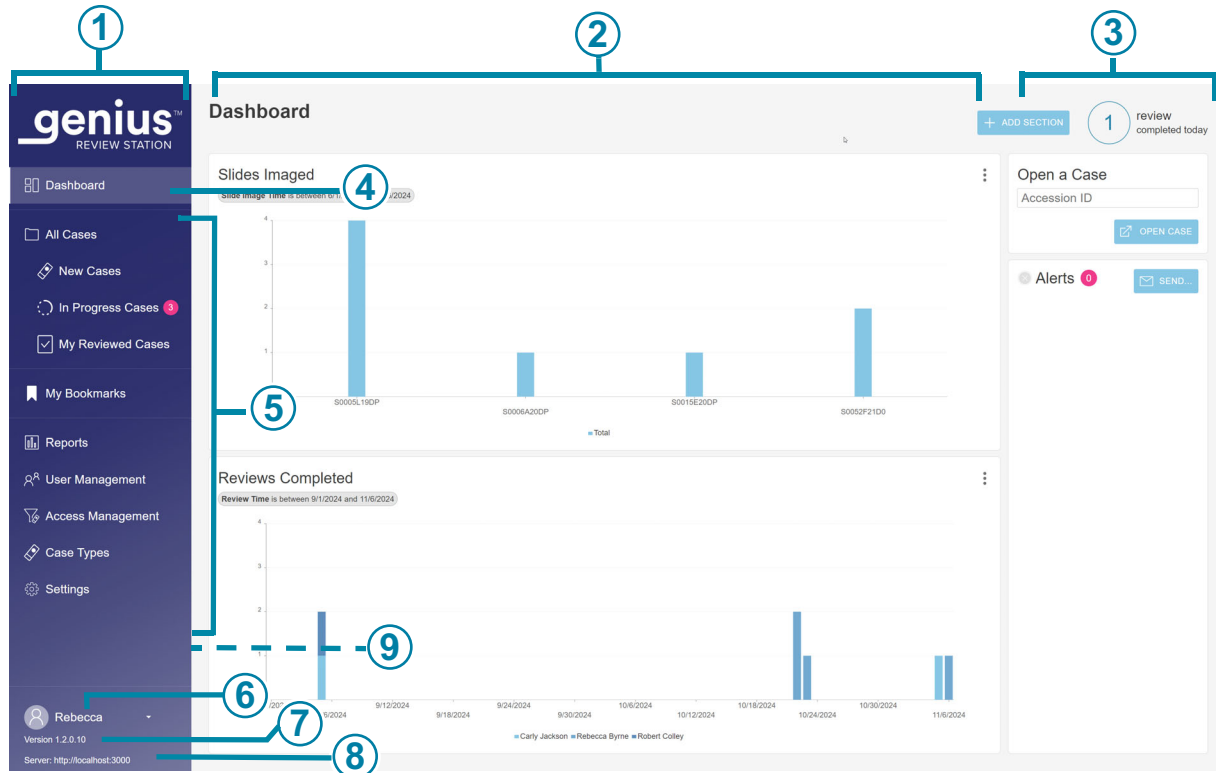 1
2
3
genius™
REVIEW STATION
Dashboard
4
All Cases
New Cases
In Progress Cases 3
My Reviewed Cases
My Bookmarks
5
Reports
User Management
Access Management
Case Types
Settings
9
6
Rebecca
7
Version 1.2.0.10
8
Server: http://localhost:3000
Dashboard
+ ADD SECTION
1
review
completed today
Slides Imaged
Slide Image Time is between 6/1/ /2024
4
3
2
1
S0005L19DP
S0006A20DP
S0015E20DP
S0052F21D0
Total
Reviews Completed
Review Time is between 9/1/2024 and 11/6/2024
4
3
2
1
9/12/2024
9/18/2024
9/24/2024
9/30/2024
10/6/2024
10/12/2024
10/18/2024
10/24/2024
10/30/2024
11/6/2024
Carly Jackson Rebecca Byrne Robert Colley
Open a Case
Accession ID
OPEN CASE
Alerts 0
SEND...